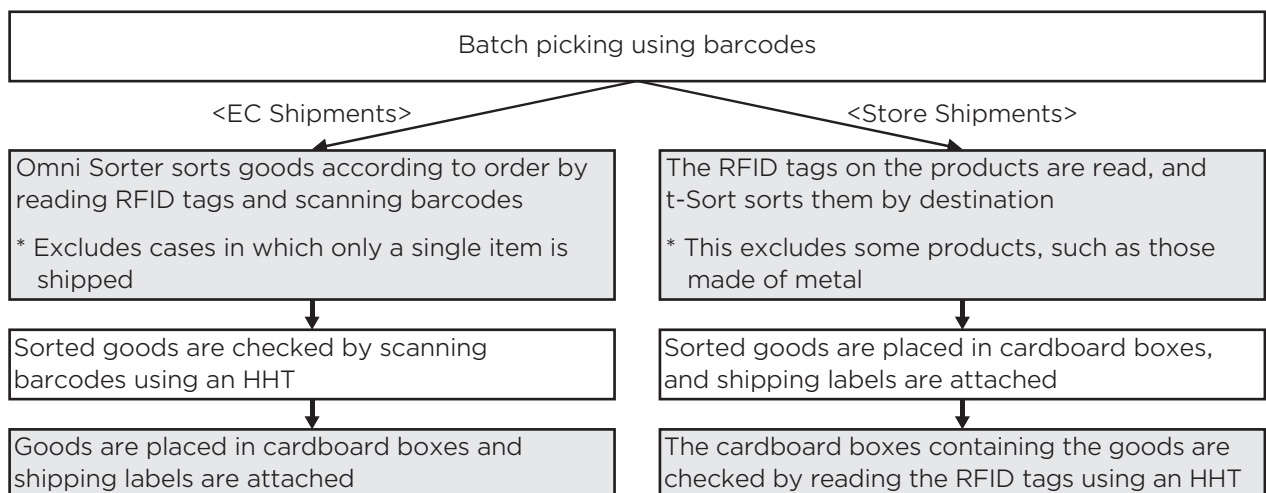 Batch picking using barcodes
<EC Shipments>
<Store Shipments>
Omni Sorter sorts goods according to order by
reading RFID tags and scanning barcodes
* Excludes cases in which only a single item is
shipped
The RFID tags on the products are read, and
t-Sort sorts them by destination
* This excludes some products, such as those
made of metal
Sorted goods are checked by scanning
barcodes using an HHT
Sorted goods are placed in cardboard boxes,
and shipping labels are attached
Goods are placed in cardboard boxes and
shipping labels are attached
The cardboard boxes containing the goods are
checked by reading the RFID tags using an HHT